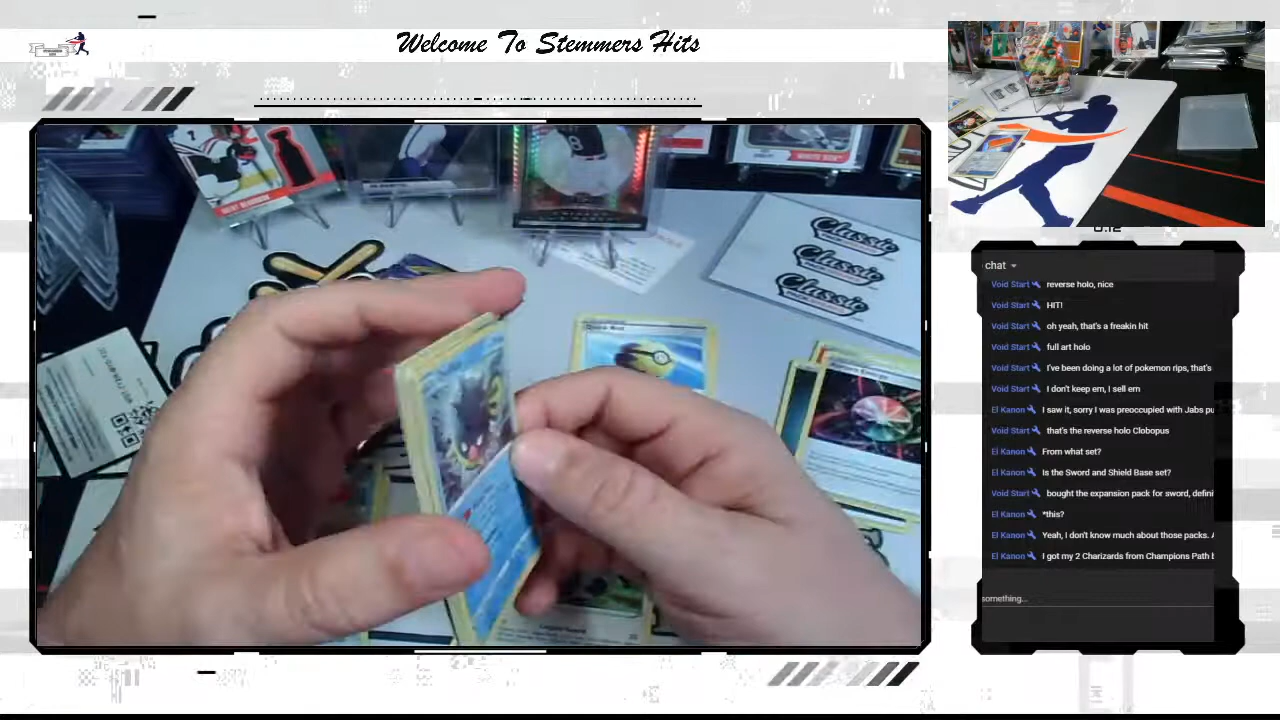 Welcome To Stemmers Hits
chat
Void Start reverse holo, nice
Void Start HIT!
Void Start oh yeah, that's a freakin hit
Void Start full art holo
Void Start I've been doing a lot of pokemon rips, that's
Void Start I don't keep em, I sell em
El Kanon I saw it, sorry I was preoccupied with Jabs pu
Void Start that's the reverse holo Clobopus
El Kanon From what set?
El Kanon Is the Sword and Shield Base set?
Void Start bought the expansion pack for sword, defini
El Kanon *this?
El Kanon Yeah, I don't know much about those packs. A
El Kanon I got my 2 Charizards from Champions Path b
something...
Classic
Classic
Classic
Quick Ball
WHITE SOX